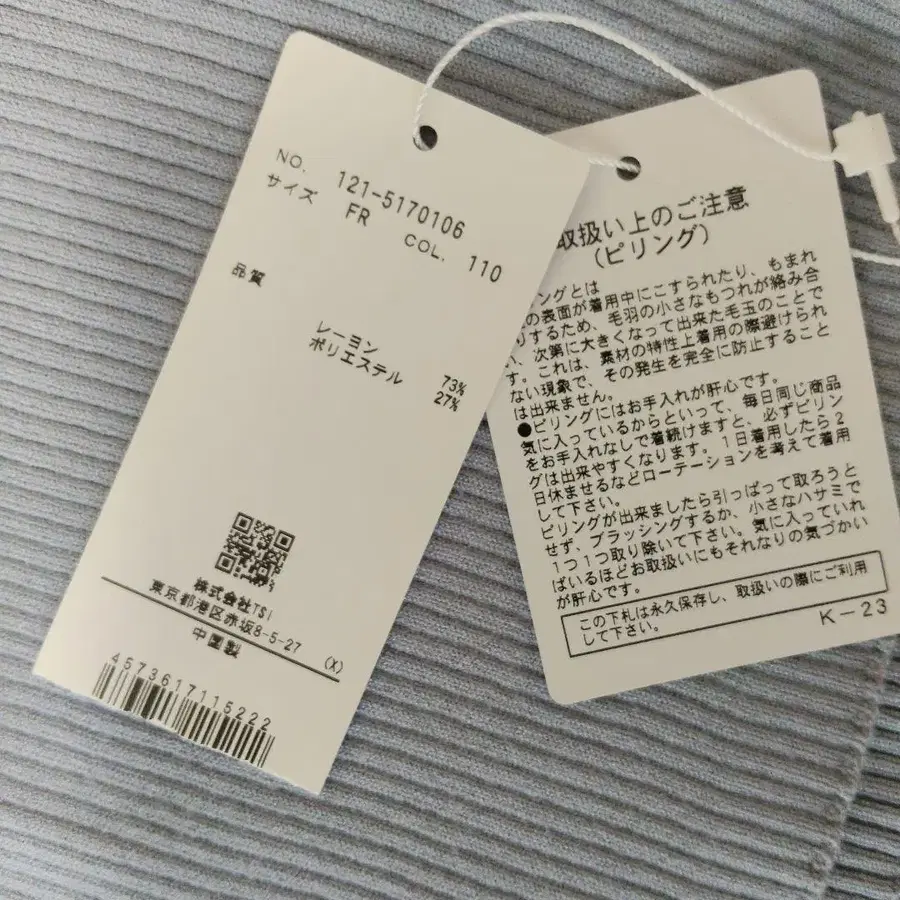 NO. 121-5170106
サイズ FR COL. 110
品質
レーヨン 73%
ポリエステル 27%
株式会社TSI
東京都港区赤坂8-5-27 (X)
中国製
4573617115222
取扱い上のご注意
(ピリング)
ングとは
の表面が着用中にこすられたり、もまれ
りするため、毛羽の小さなもつれが絡み合
、次第に大きくなって出来た毛玉のことで
す。これは、素材の特性上着用の際避けられ
ない現象で、その発生を完全に防止すること
は出来ません。
●ピリングにはお手入れが肝心です。
気に入っているからといって、毎日同じ商品
をお手入れなしで着続けますと、必ずピリン
グは出来やすくなります。1日着用したら2
日休ませるなどローテーションを考えて着用
して下さい。
ピリングが出来ましたら引っぱって取ろうと
せず、ブラッシングするか、小さなハサミで
1つ1つ取り除いて下さい。気に入っていれ
ばいるほどお取扱いにもそれなりの気づかい
が肝心です。
この下札は永久保存し、取扱いの際にご利用
して下さい。
K-23